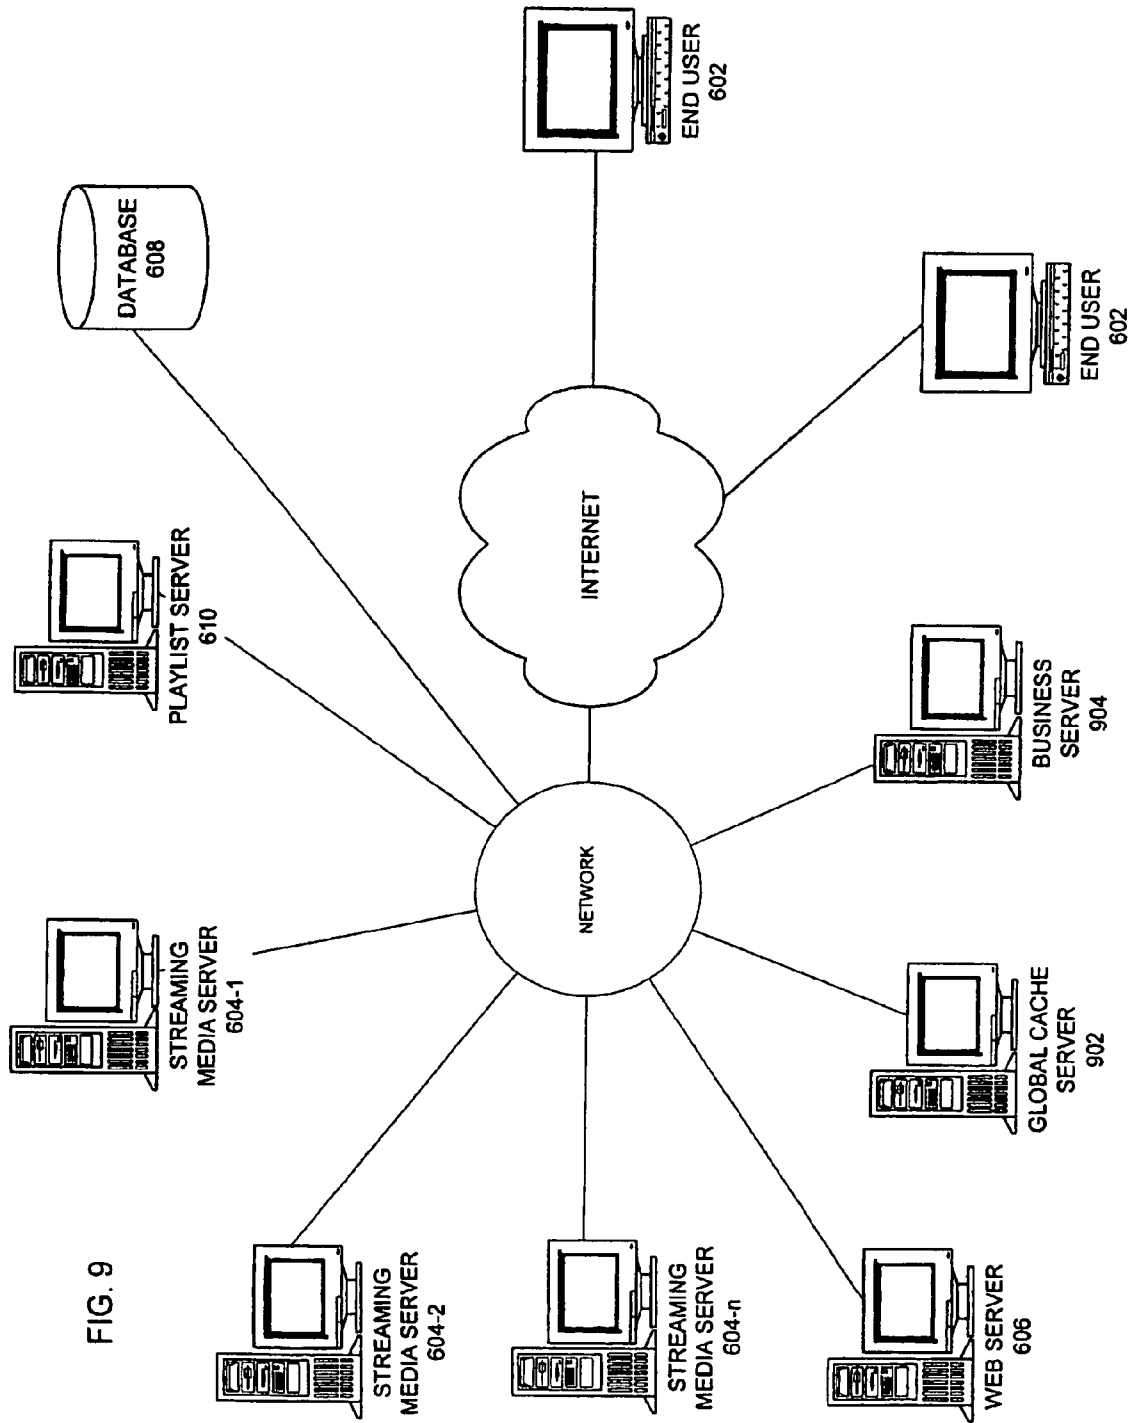 FIG. 9
STREAMING
MEDIA SERVER
604-2
STREAMING
MEDIA SERVER
604-1
PLAYLIST SERVER
610
DATABASE
608
STREAMING
MEDIA SERVER
604-n
NETWORK
INTERNET
END USER
602
WEB SERVER
606
GLOBAL CACHE
SERVER
902
BUSINESS
SERVER
904
END USER
602